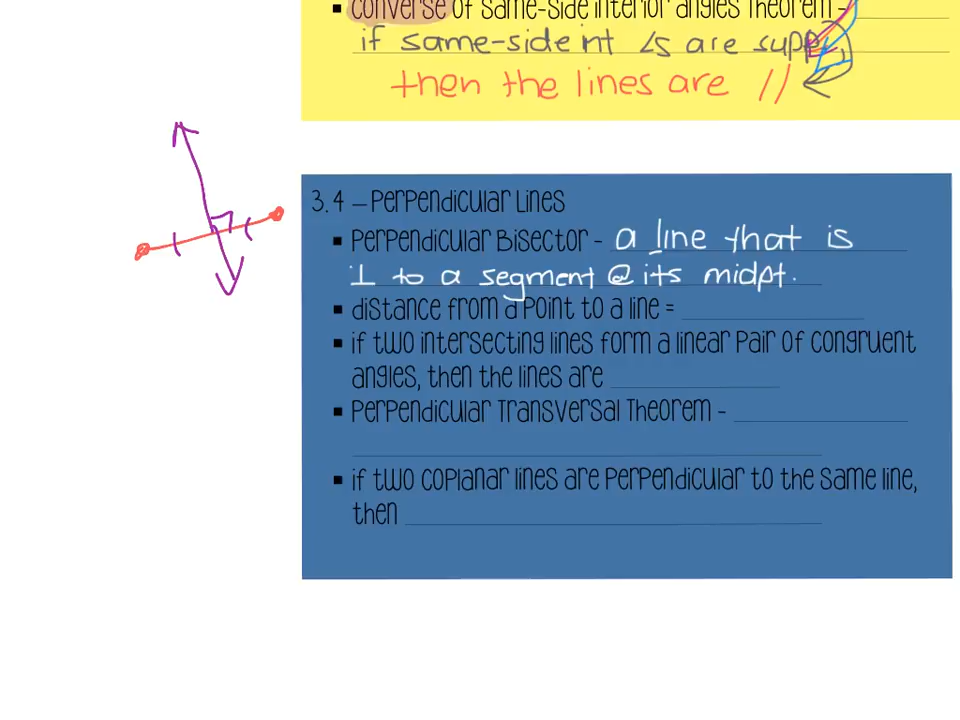 ▪ converse of same-side interior angles Theorem -
if same-side int ∠s are supp,
then the lines are //
3.4 – Perpendicular Lines
▪ Perpendicular Bisector - a line that is
⊥ to a segment @ its midpt.
▪ distance from a point to a line =
▪ if two intersecting lines form a linear pair of congruent
angles, then the lines are
▪ Perpendicular Transversal Theorem -
▪ if two coplanar lines are perpendicular to the same line,
then